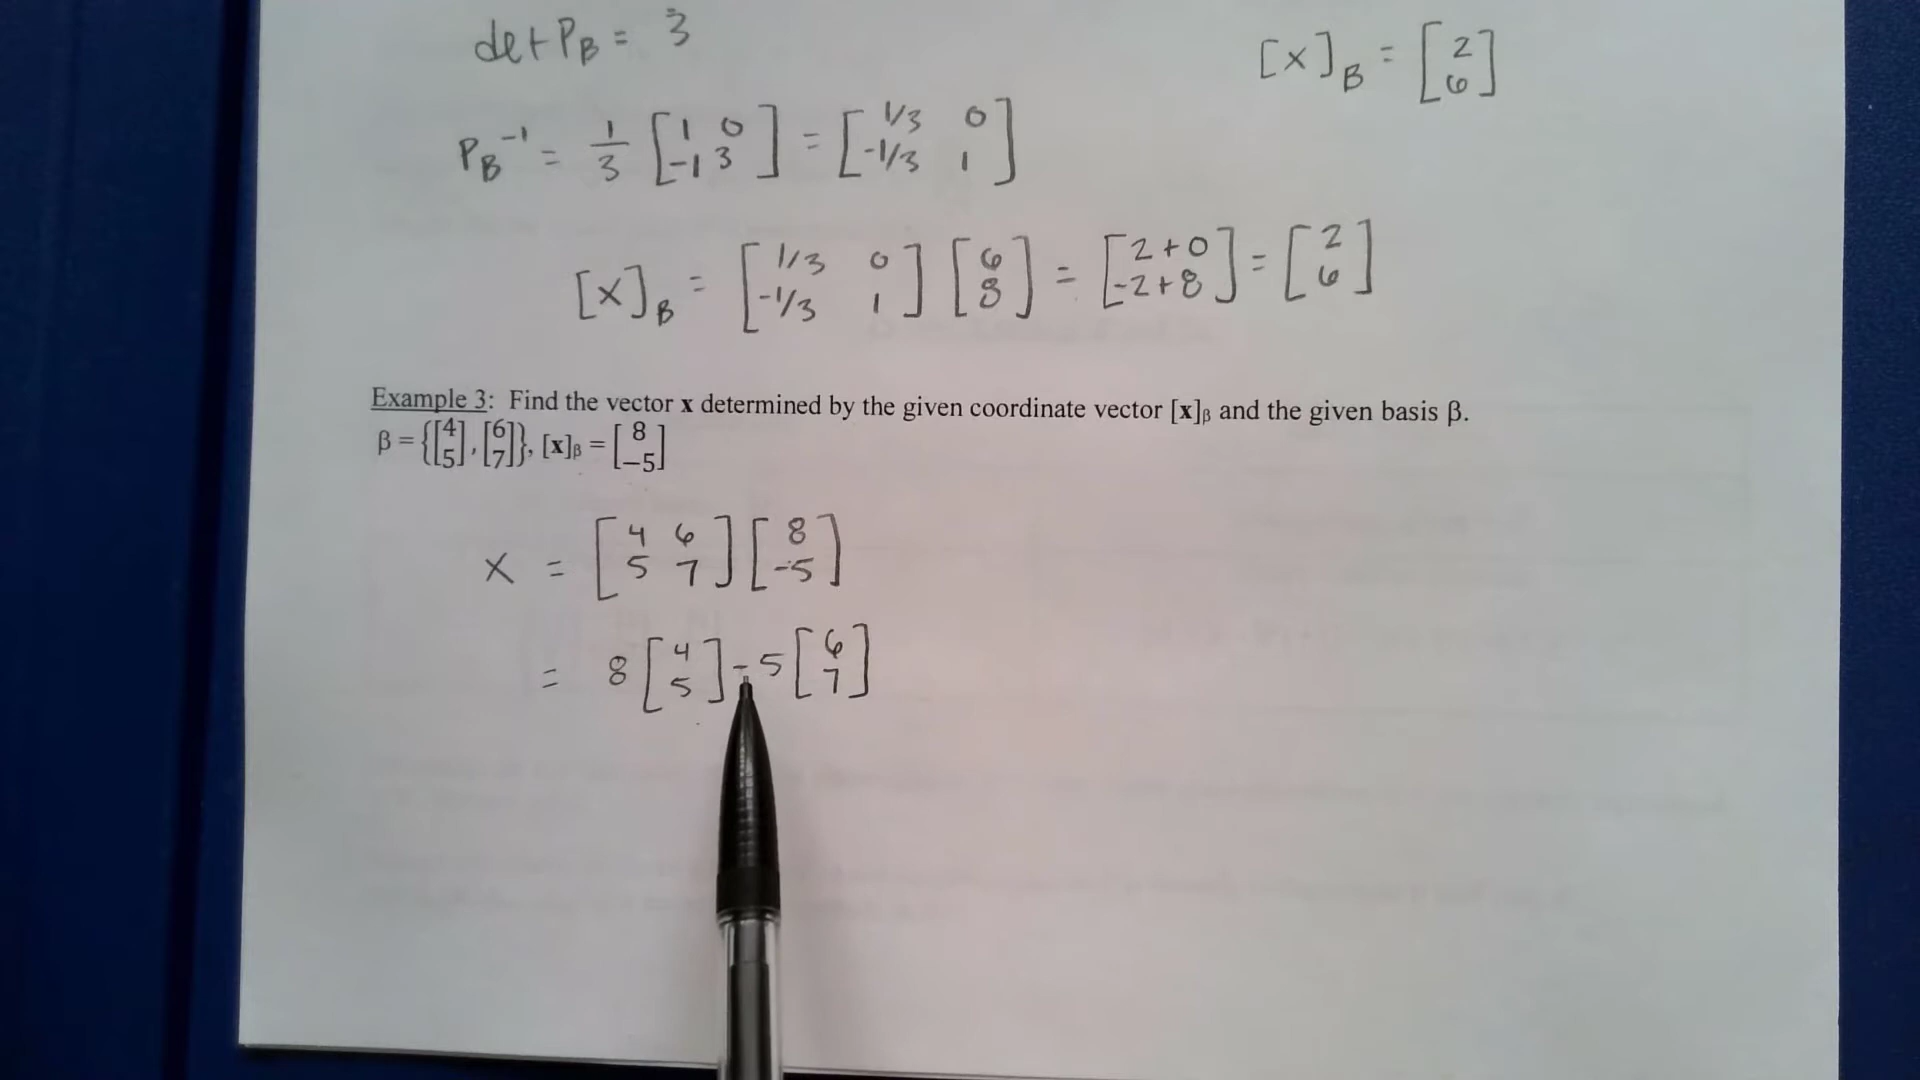 det P_B = 3
[x]_B = [2 6]
P_B^-1 = 1/3 [1 0 -1 3] = [1/3 0 -1/3 1]
[x]_B = [1/3 0 -1/3 1] [6 8] = [2+0 -2+8] = [2 6]
Example 3: Find the vector x determined by the given coordinate vector [x]β and the given basis β.
β = {[4 5], [6 7]}, [x]β = [8 −5]
x = [4 6 5 7] [8 -5]
= 8 [4 5] - 5 [6 7]